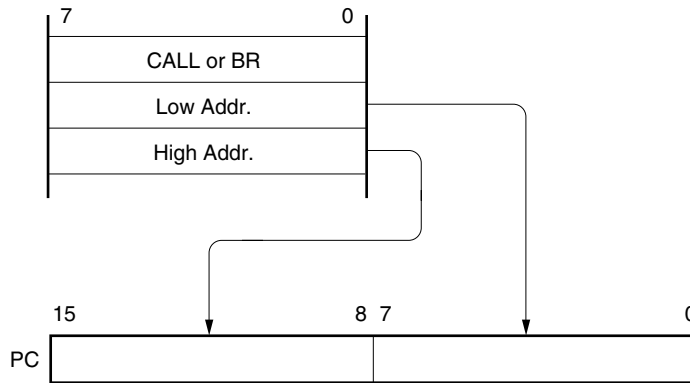 7 0
CALL or BR
Low Addr.
High Addr.
15 8 7 0
PC